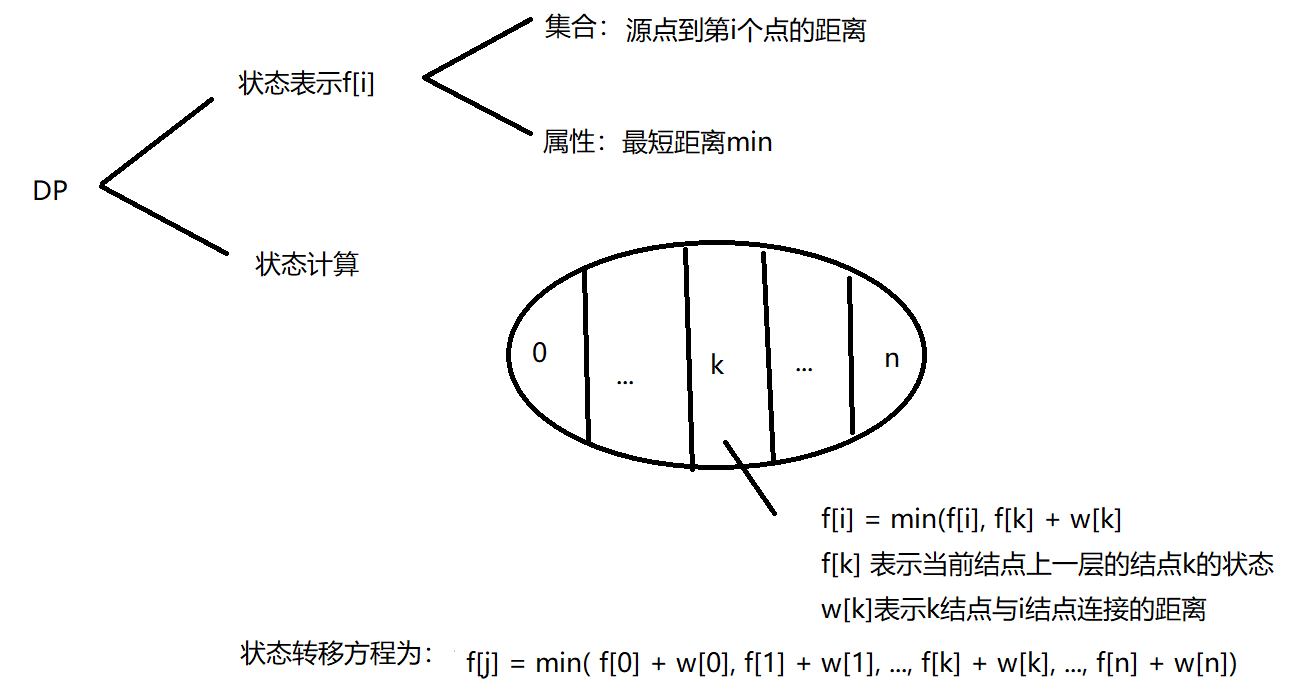 集合：源点到第i个点的距离
状态表示f[i]
属性：最短距离min
DP
状态计算
0
...
k
...
n
f[i] = min(f[i], f[k] + w[k]
f[k] 表示当前结点上一层的结点k的状态
w[k]表示k结点与i结点连接的距离
状态转移方程为： f[j] = min( f[0] + w[0], f[1] + w[1], ..., f[k] + w[k], ..., f[n] + w[n])